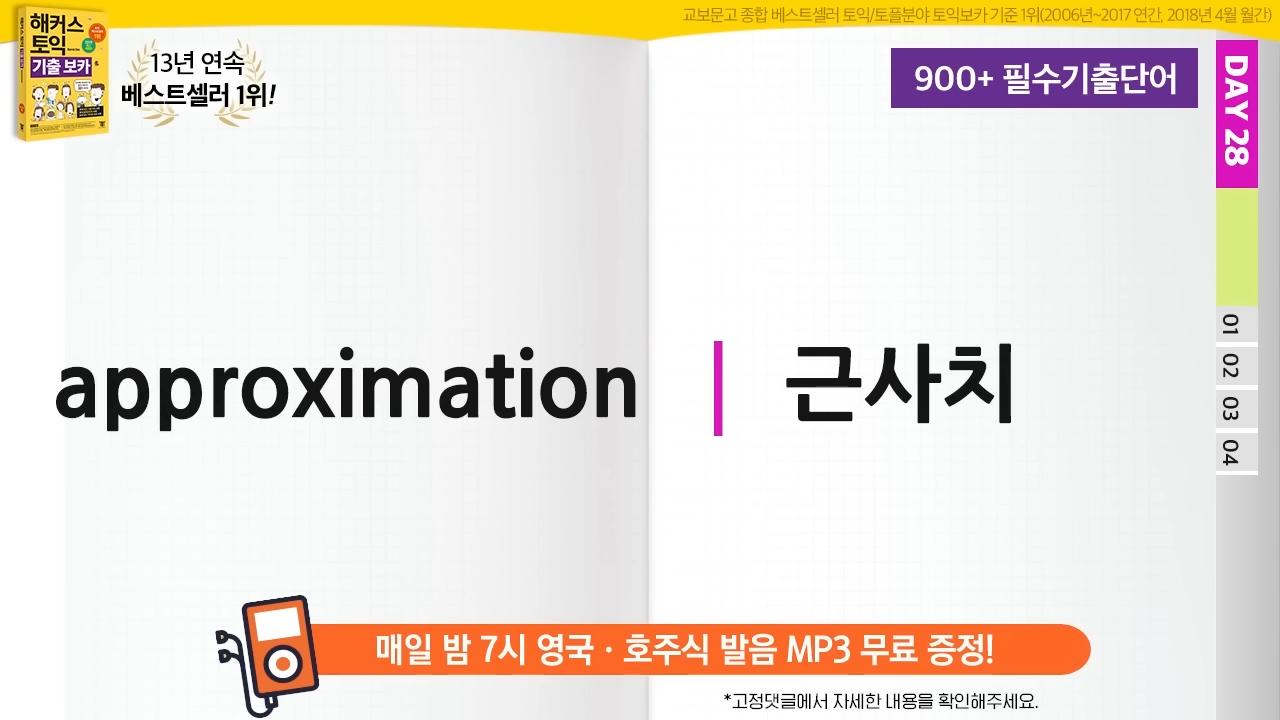 교보문고 종합 베스트셀러 토익/토플분야 토익보카 기준 1위(2006년~2017 연간, 2018년 4월 월간)
해커스
토익
기출 보카
13년 연속
베스트셀러 1위!
900+ 필수기출단어
DAY 28
01
02
03
04
approximation
근사치
매일 밤 7시 영국 · 호주식 발음 MP3 무료 증정!
*고정댓글에서 자세한 내용을 확인해주세요.